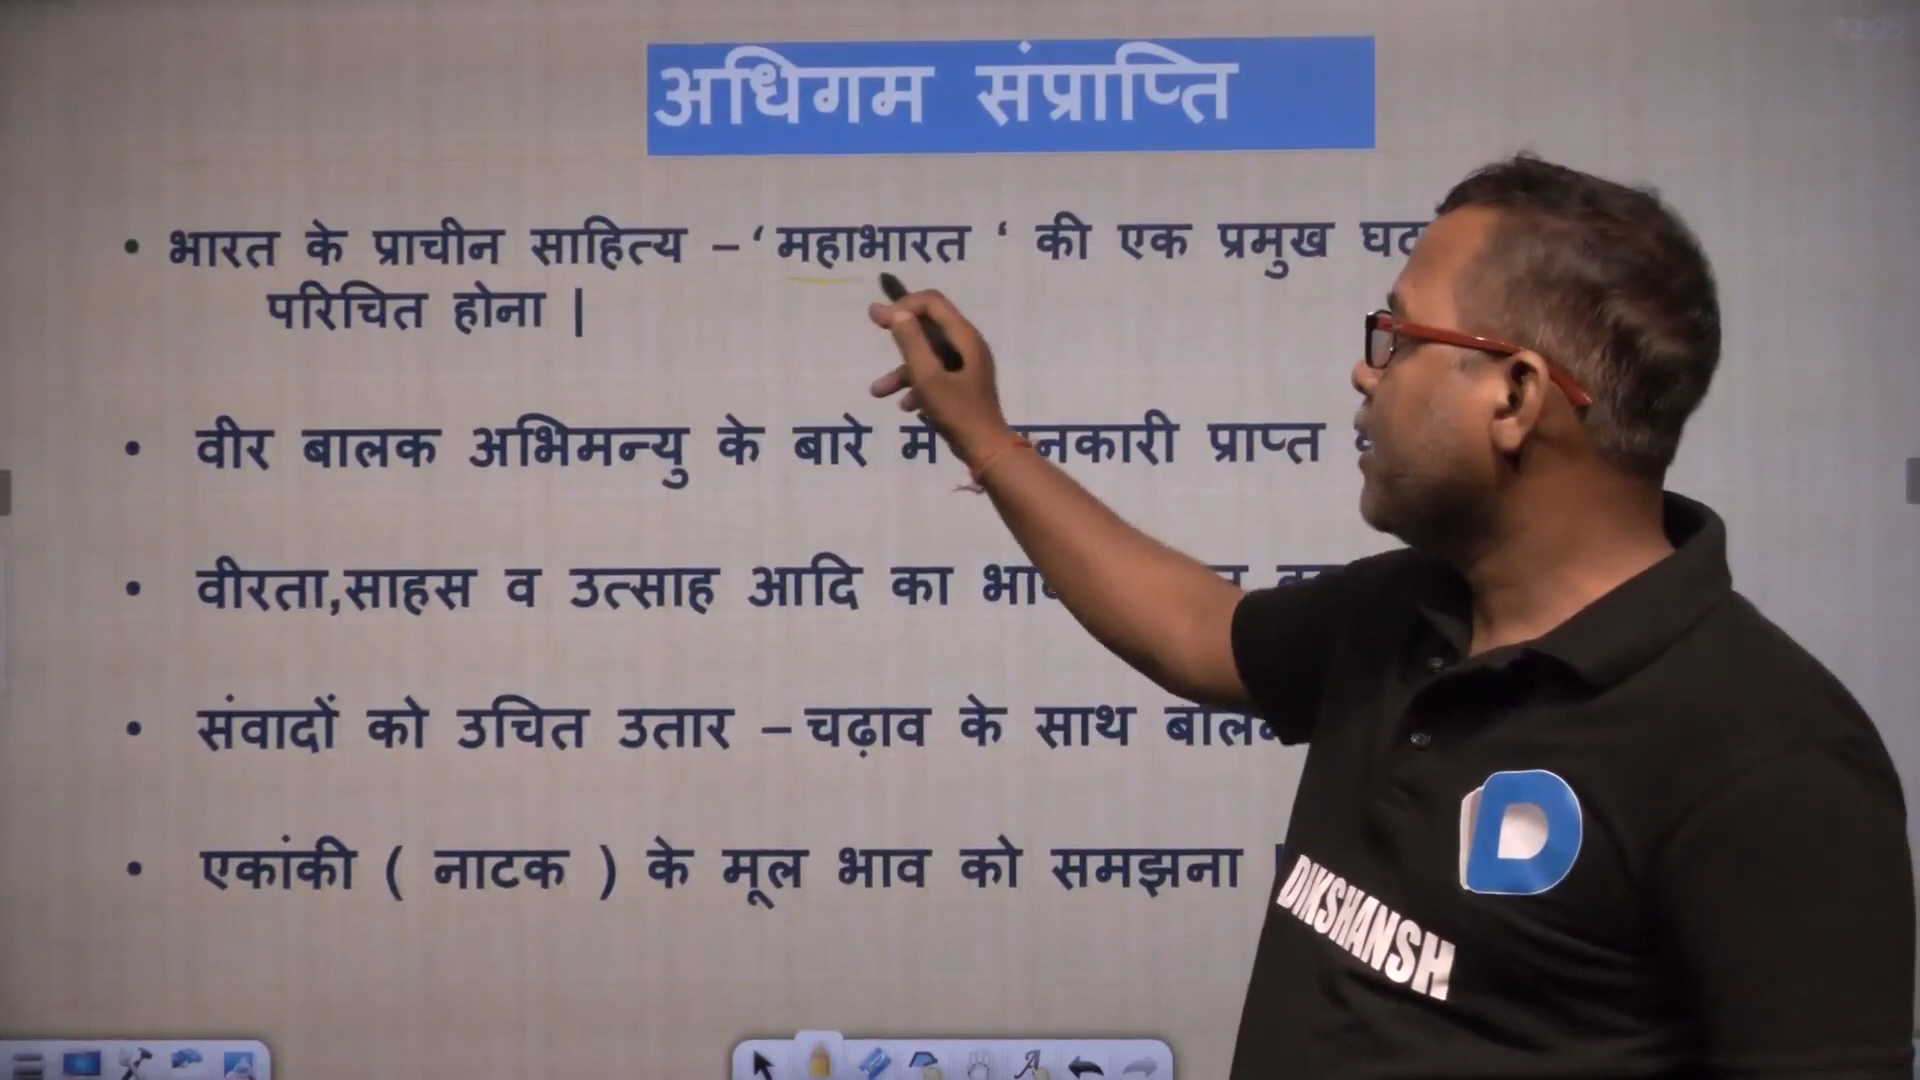 अधिगम संप्राप्ति
• भारत के प्राचीन साहित्य – ‘ महाभारत ‘ की एक प्रमुख
परिचित होना |
• वीर बालक अभिमन्यु के बारे में प्राप्त
• वीरता,साहस व उत्साह आदि का
• संवादों को उचित उतार – चढ़ाव के साथ
• एकांकी ( नाटक ) के मूल भाव को समझना
D
DIKSHANSH